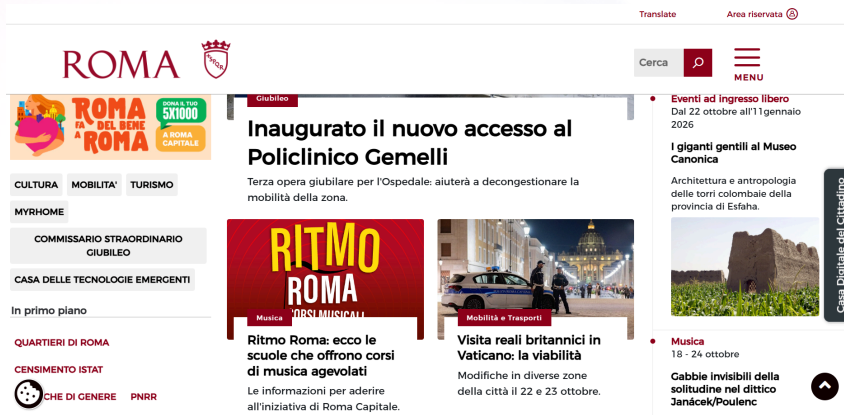 Translate
Area riservata
ROMA
Cerca
MENU
ROMA
FA
DEL BENE
A ROMA
DONA IL TUO
5X1000
A ROMA
CAPITALE
CULTURA
MOBILITA'
TURISMO
MYRHOME
COMMISSARIO STRAORDINARIO
GIUBILEO
CASA DELLE TECNOLOGIE EMERGENTI
In primo piano
QUARTIERI DI ROMA
CENSIMENTO ISTAT
CHE DI GENERE
PNRR
Giubileo
Inaugurato il nuovo accesso al
Policlinico Gemelli
Terza opera giubilare per l'Ospedale: aiuterà a decongestionare la
mobilità della zona.
RITMO
ROMA
CORSI MUSICALI
Musica
Ritmo Roma: ecco le
scuole che offrono corsi
di musica agevolati
Le informazioni per aderire
all'iniziativa di Roma Capitale.
Mobilità e Trasporti
Visita reali britannici in
Vaticano: la viabilità
Modifiche in diverse zone
della città il 22 e 23 ottobre.
Eventi ad ingresso libero
Dal 22 ottobre all'11gennaio
2026
I giganti gentili al Museo
Canonica
Architettura e antropologia
delle torri colombaie della
provincia di Esfaha.
Musica
18 - 24 ottobre
Gabbie invisibili della
solitudine nel dittico
Janácek/Poulenc
Casa Digitale del Cittadino